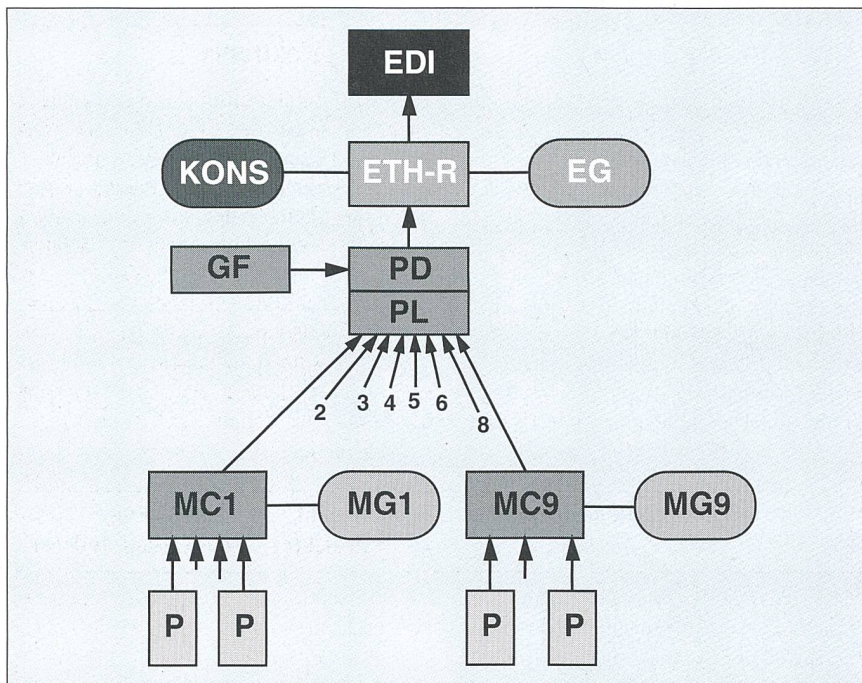 EDI
KONS ETH-R EG
GF PD
PL
2 3 4 5 6 8
MC1 MG1 MC9 MG9
P P P P